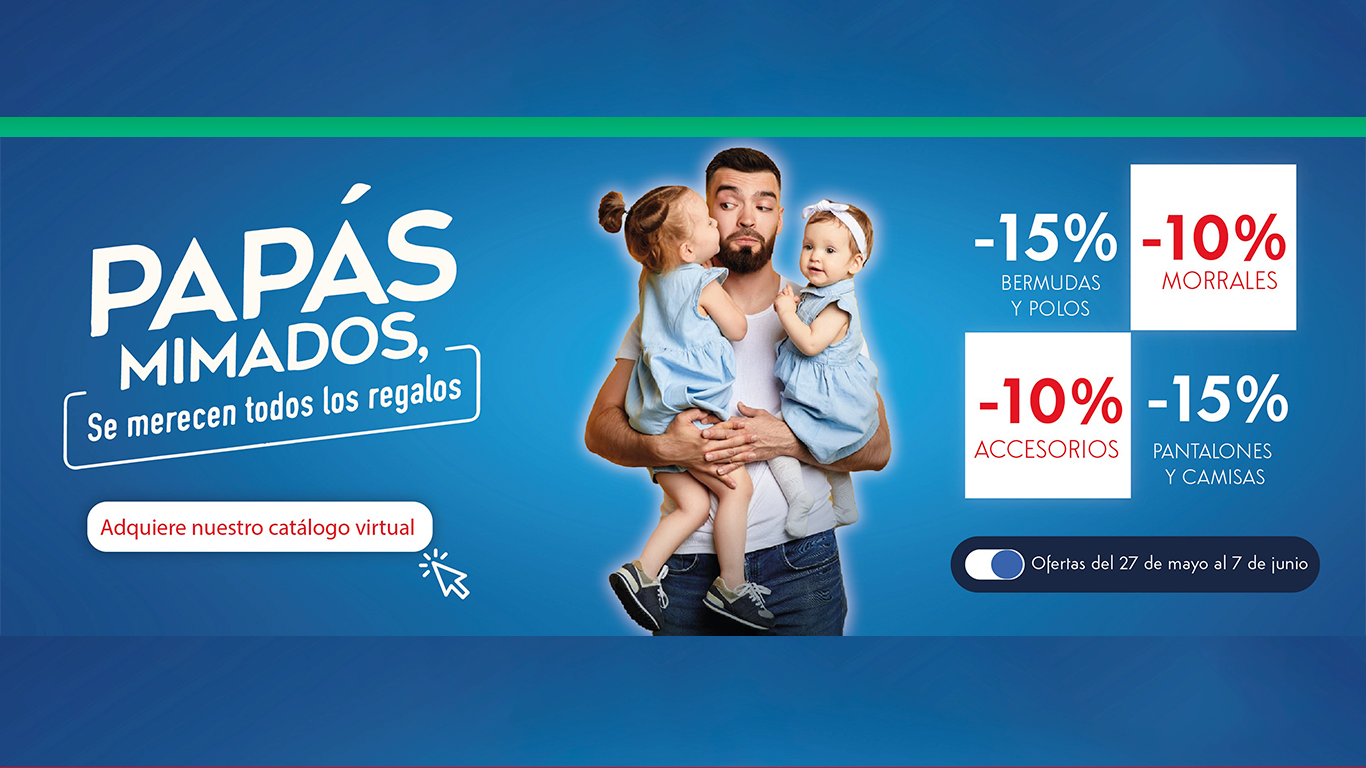 PAPÁS
MIMADOS,
Se merecen todos los regalos
Adquiere nuestro catálogo virtual
-15%
BERMUDAS
Y POLOS
-10%
MORRALES
-10%
ACCESORIOS
-15%
PANTALONES
Y CAMISAS
Ofertas del 27 de mayo al 7 de junio